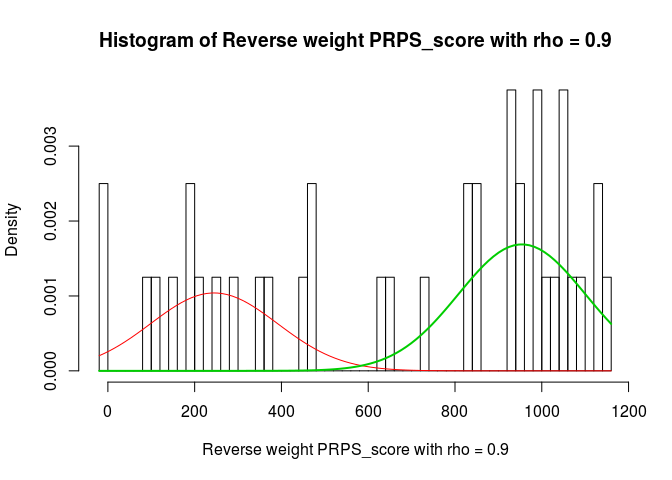 Histogram of Reverse weight PRPS_score with rho = 0.9
Density
0.003
0.002
0.001
0.000
0 200 400 600 800 1000 1200
Reverse weight PRPS_score with rho = 0.9